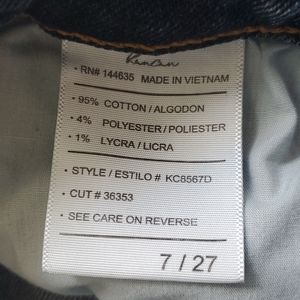 KanCan
• RN# 144635 MADE IN VIETNAM
• 95% COTTON / ALGODON
• 4% POLYESTER / POLIESTER
• 1% LYCRA / LICRA
• STYLE / ESTILO # KC8567D
• CUT # 36353
• SEE CARE ON REVERSE
7 / 27